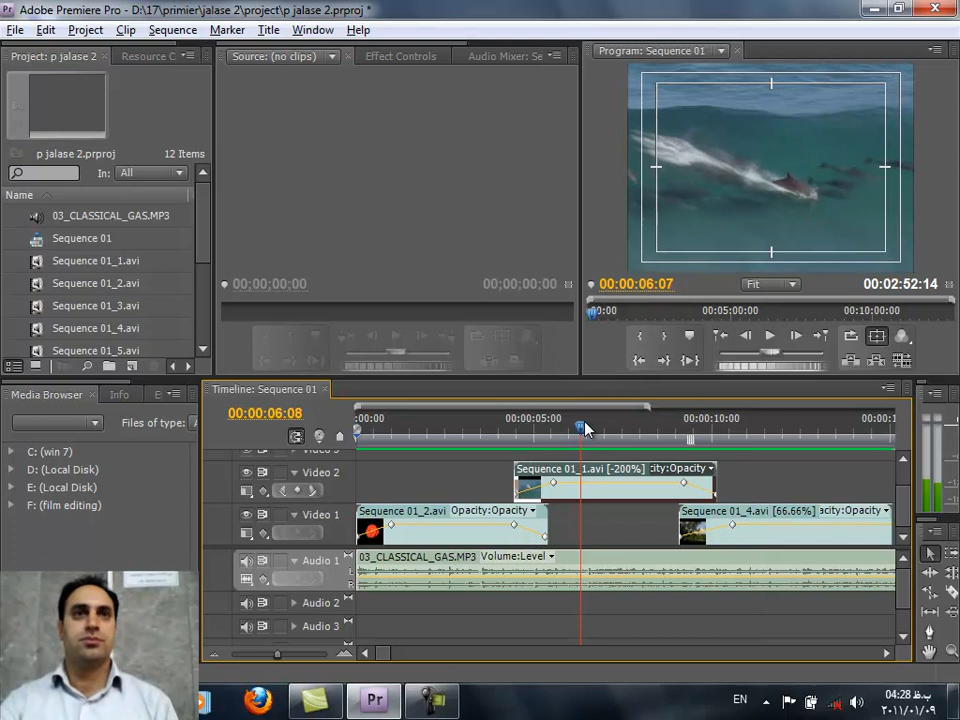 Adobe Premiere Pro - D:\17\primier\jalase 2\project\p jalase 2.prproj *
File Edit Project Clip Sequence Marker Title Window Help
Project: p jalase 2 Resource C
Source: (no clips) Effect Controls Audio Mixer: Se
Program: Sequence 01
p jalase 2.prproj 12 Items
In: All
Name
03_CLASSICAL_GAS.MP3
Sequence 01
Sequence 01_1.avi
Sequence 01_2.avi
Sequence 01_3.avi
Sequence 01_4.avi
Sequence 01_5.avi
00;00;00;00 00;00;00;00
00:00:06:07 Fit 00:02:52:14
00:00 00:05:00:00 00:10:00:00
Media Browser Info E
Files of type:
C: (win 7)
D: (Local Disk)
E: (Local Disk)
F: (film editing)
Timeline: Sequence 01
00:00:06:08
:00:00 00:00:05:00 00:00:10:00 00:00:1
Video 2
Sequence 01_1.avi [-200%] :ity:Opacity
Video 1
Sequence 01_2.avi Opacity:Opacity
Sequence 01_4.avi [66.66%] :acity:Opacity
Audio 1
03_CLASSICAL_GAS.MP3 Volume:Level
L
R
Audio 2
Audio 3
Pr
EN
04:28 ب.ظ
۲۰۱۱/۰۱/۰۹